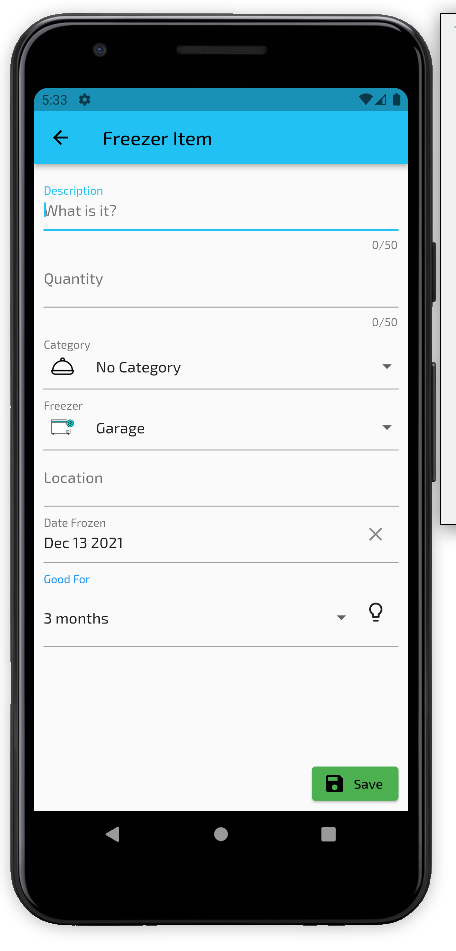 5:33
Freezer Item
Description
What is it?
0/50
Quantity
0/50
Category
No Category
Freezer
Garage
Location
Date Frozen
Dec 13 2021
Good For
3 months
Save